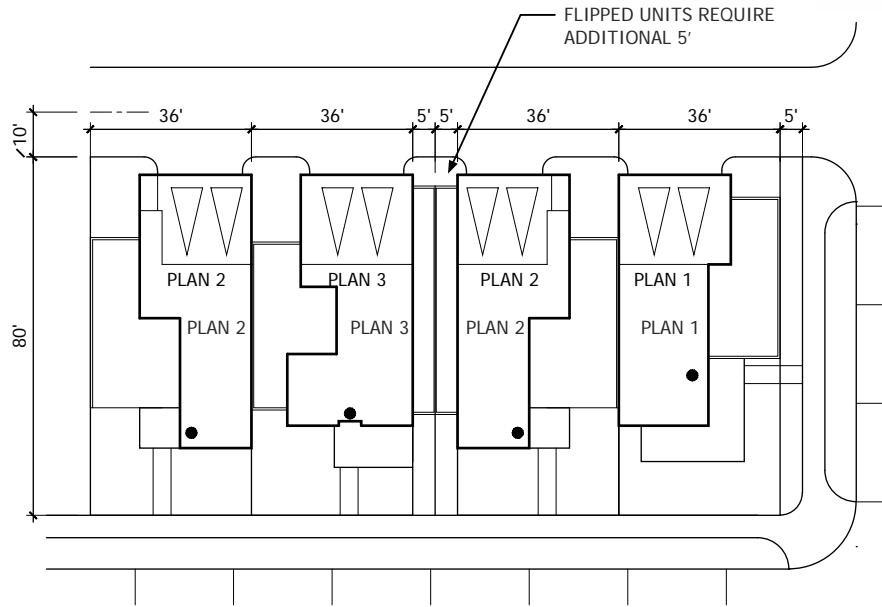 FLIPPED UNITS REQUIRE
ADDITIONAL 5'
36' 36' 5' 5' 36' 36' 5'
10'
80'
PLAN 2 PLAN 3 PLAN 2 PLAN 1
PLAN 2 PLAN 3 PLAN 2 PLAN 1